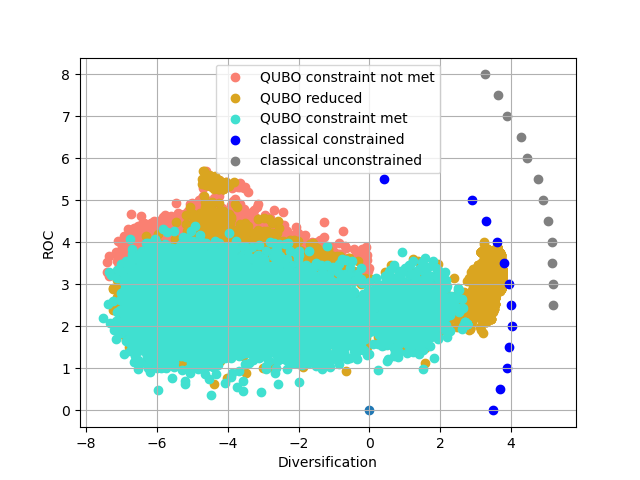 QUBO constraint not met
QUBO reduced
QUBO constraint met
classical constrained
classical unconstrained
8
7
6
5
4
3
2
1
0
ROC
−8 −6 −4 −2 0 2 4
Diversification